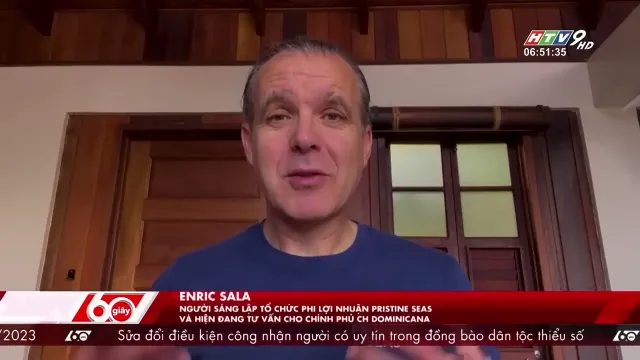 HTV9 HD
06:51:35
ENRIC SALA
NGƯỜI SÁNG LẬP TỔ CHỨC PHI LỢI NHUẬN PRISTINE SEAS
VÀ HIỆN ĐANG TƯ VẤN CHO CHÍNH PHỦ CH DOMINICANA
60 giây
/2023 60 Sửa đổi điều kiện công nhận người có uy tín trong đồng bào dân tộc thiểu số 60